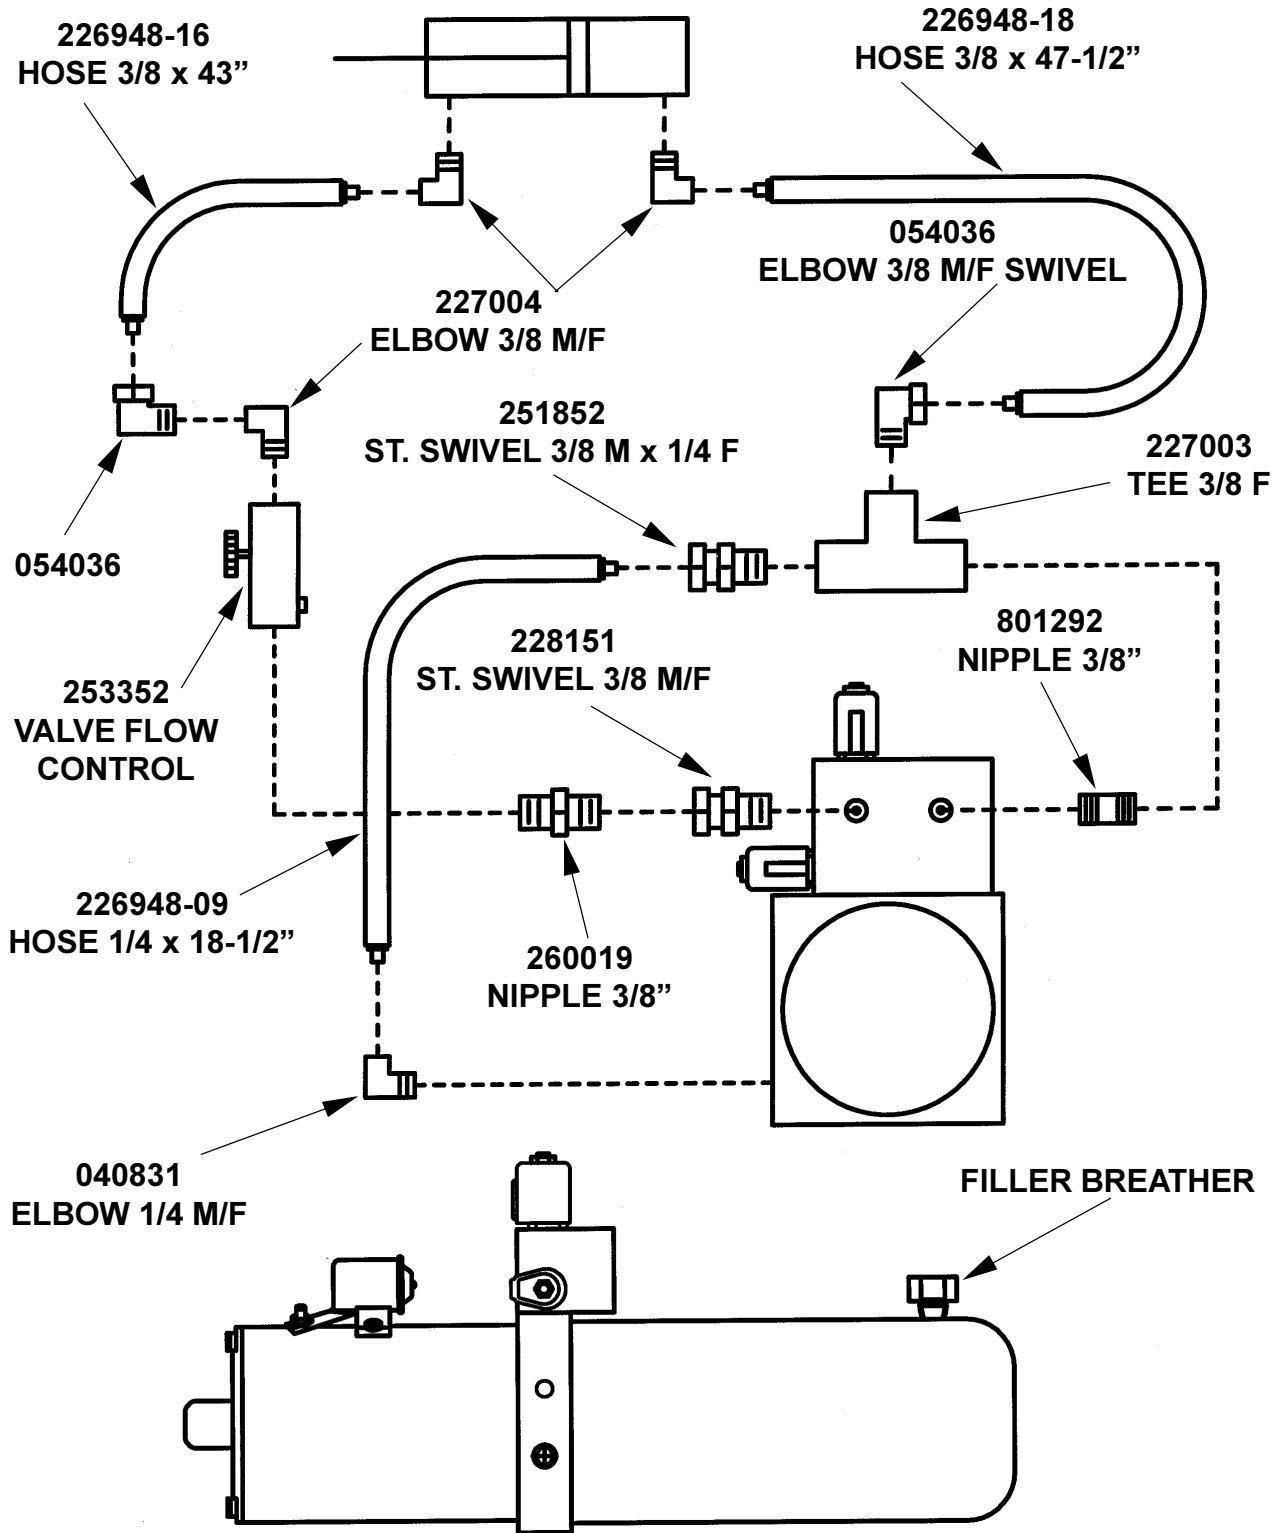 226948-16
HOSE 3/8 x 43”
226948-18
HOSE 3/8 x 47-1/2”
054036
ELBOW 3/8 M/F SWIVEL
227004
ELBOW 3/8 M/F
251852
ST. SWIVEL 3/8 M x 1/4 F
227003
TEE 3/8 F
054036
228151
ST. SWIVEL 3/8 M/F
801292
NIPPLE 3/8”
253352
VALVE FLOW
CONTROL
226948-09
HOSE 1/4 x 18-1/2”
260019
NIPPLE 3/8”
040831
ELBOW 1/4 M/F
FILLER BREATHER